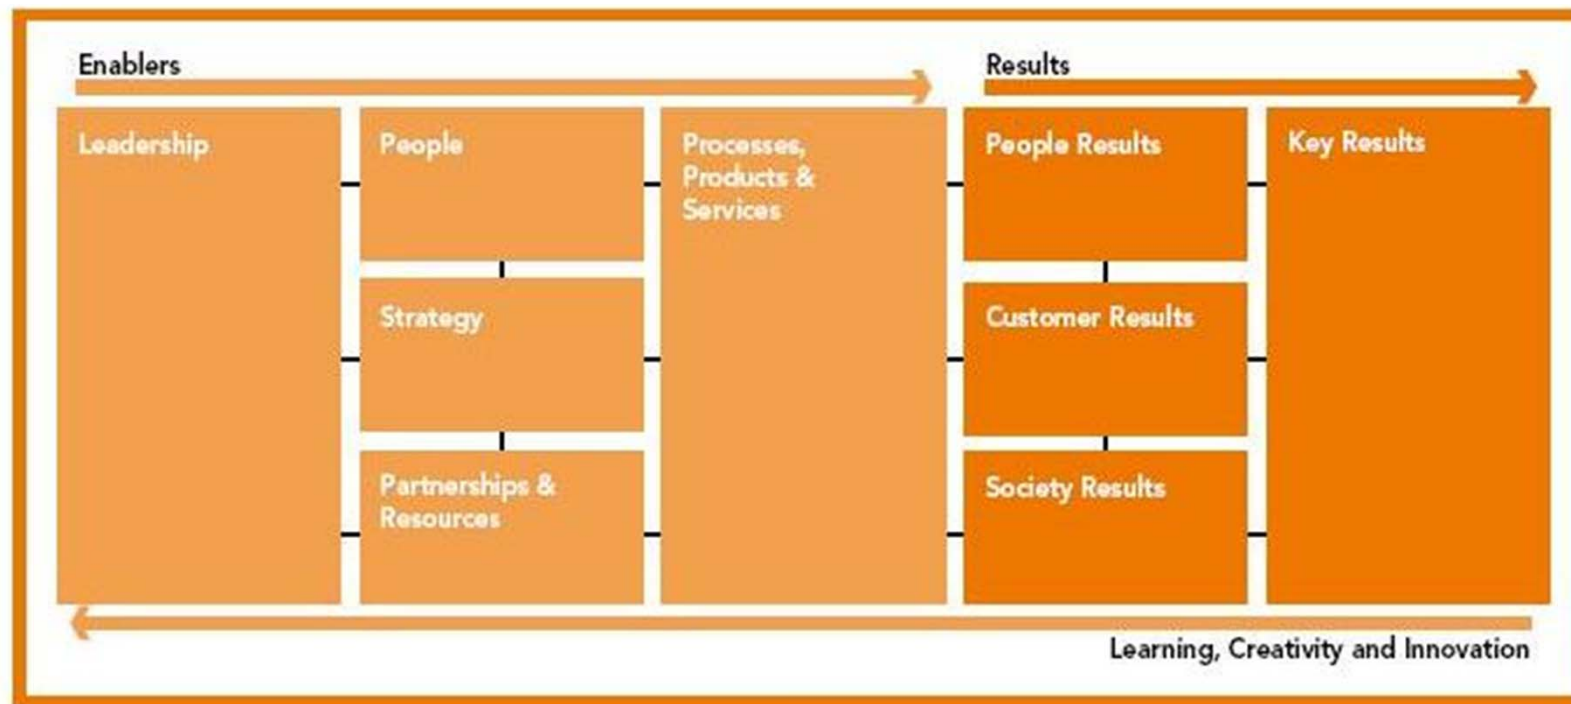 Enablers
Results
Leadership
People
Processes,
Products &
Services
People Results
Key Results
Strategy
Customer Results
Partnerships &
Resources
Society Results
Learning, Creativity and Innovation